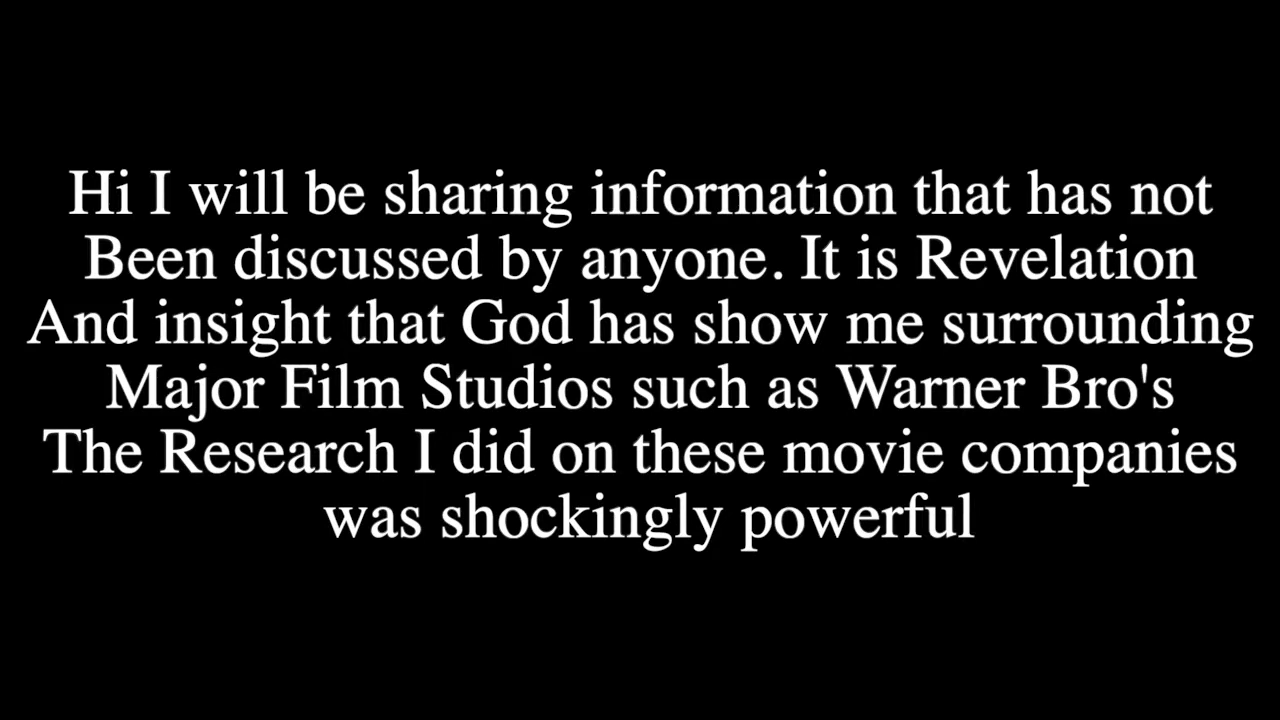 Hi I will be sharing information that has not
Been discussed by anyone. It is Revelation
And insight that God has show me surrounding
Major Film Studios such as Warner Bro's
The Research I did on these movie companies
was shockingly powerful